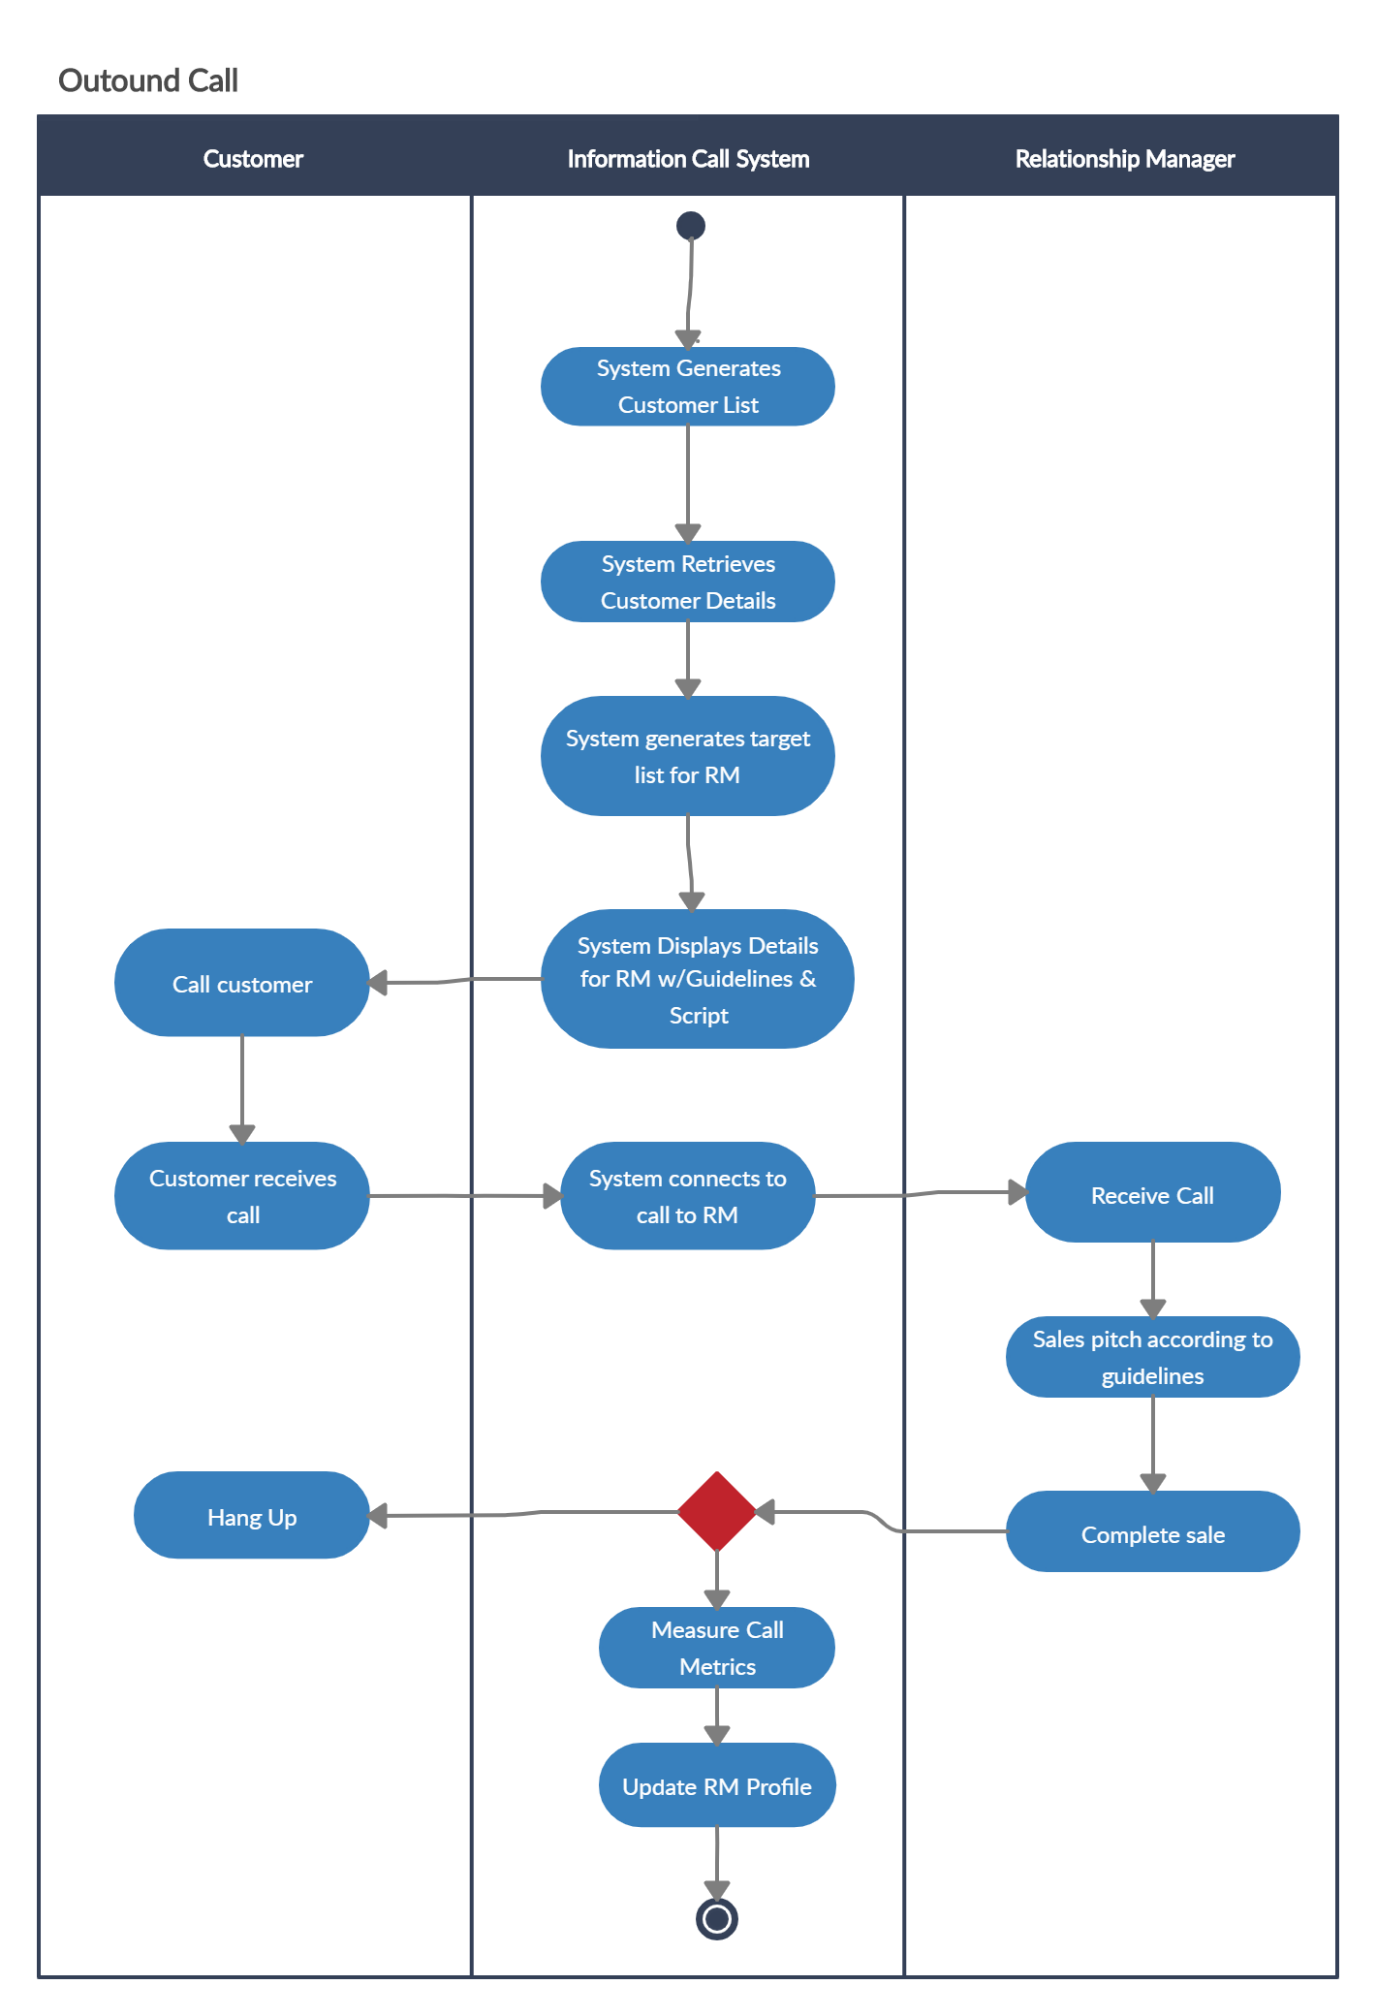 Outound Call
Customer
Information Call System
Relationship Manager
System Generates
Customer List
System Retrieves
Customer Details
System generates target
list for RM
System Displays Details
for RM w/Guidelines &
Script
Call customer
Customer receives
call
System connects to
call to RM
Receive Call
Sales pitch according to
guidelines
Hang Up
Complete sale
Measure Call
Metrics
Update RM Profile